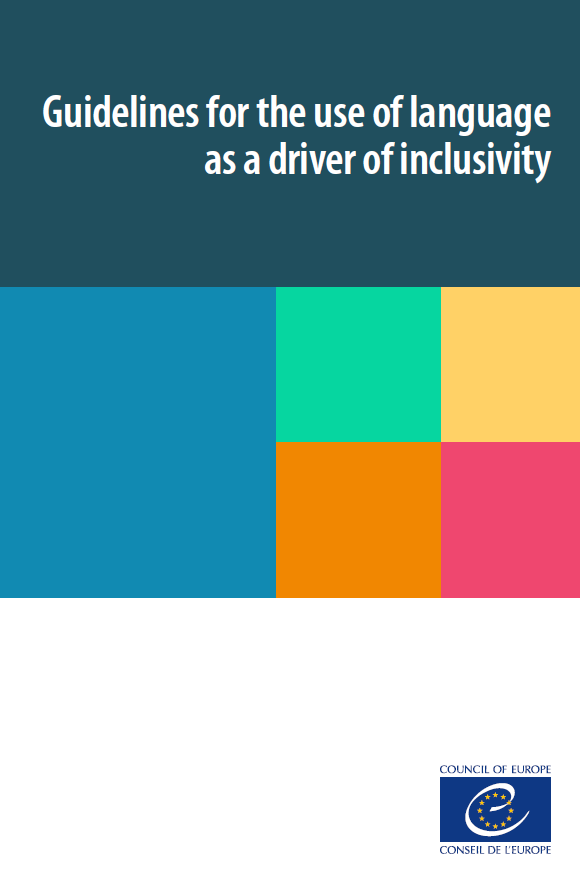 Guidelines for the use of language
as a driver of inclusivity
COUNCIL OF EUROPE
CONSEIL DE L'EUROPE